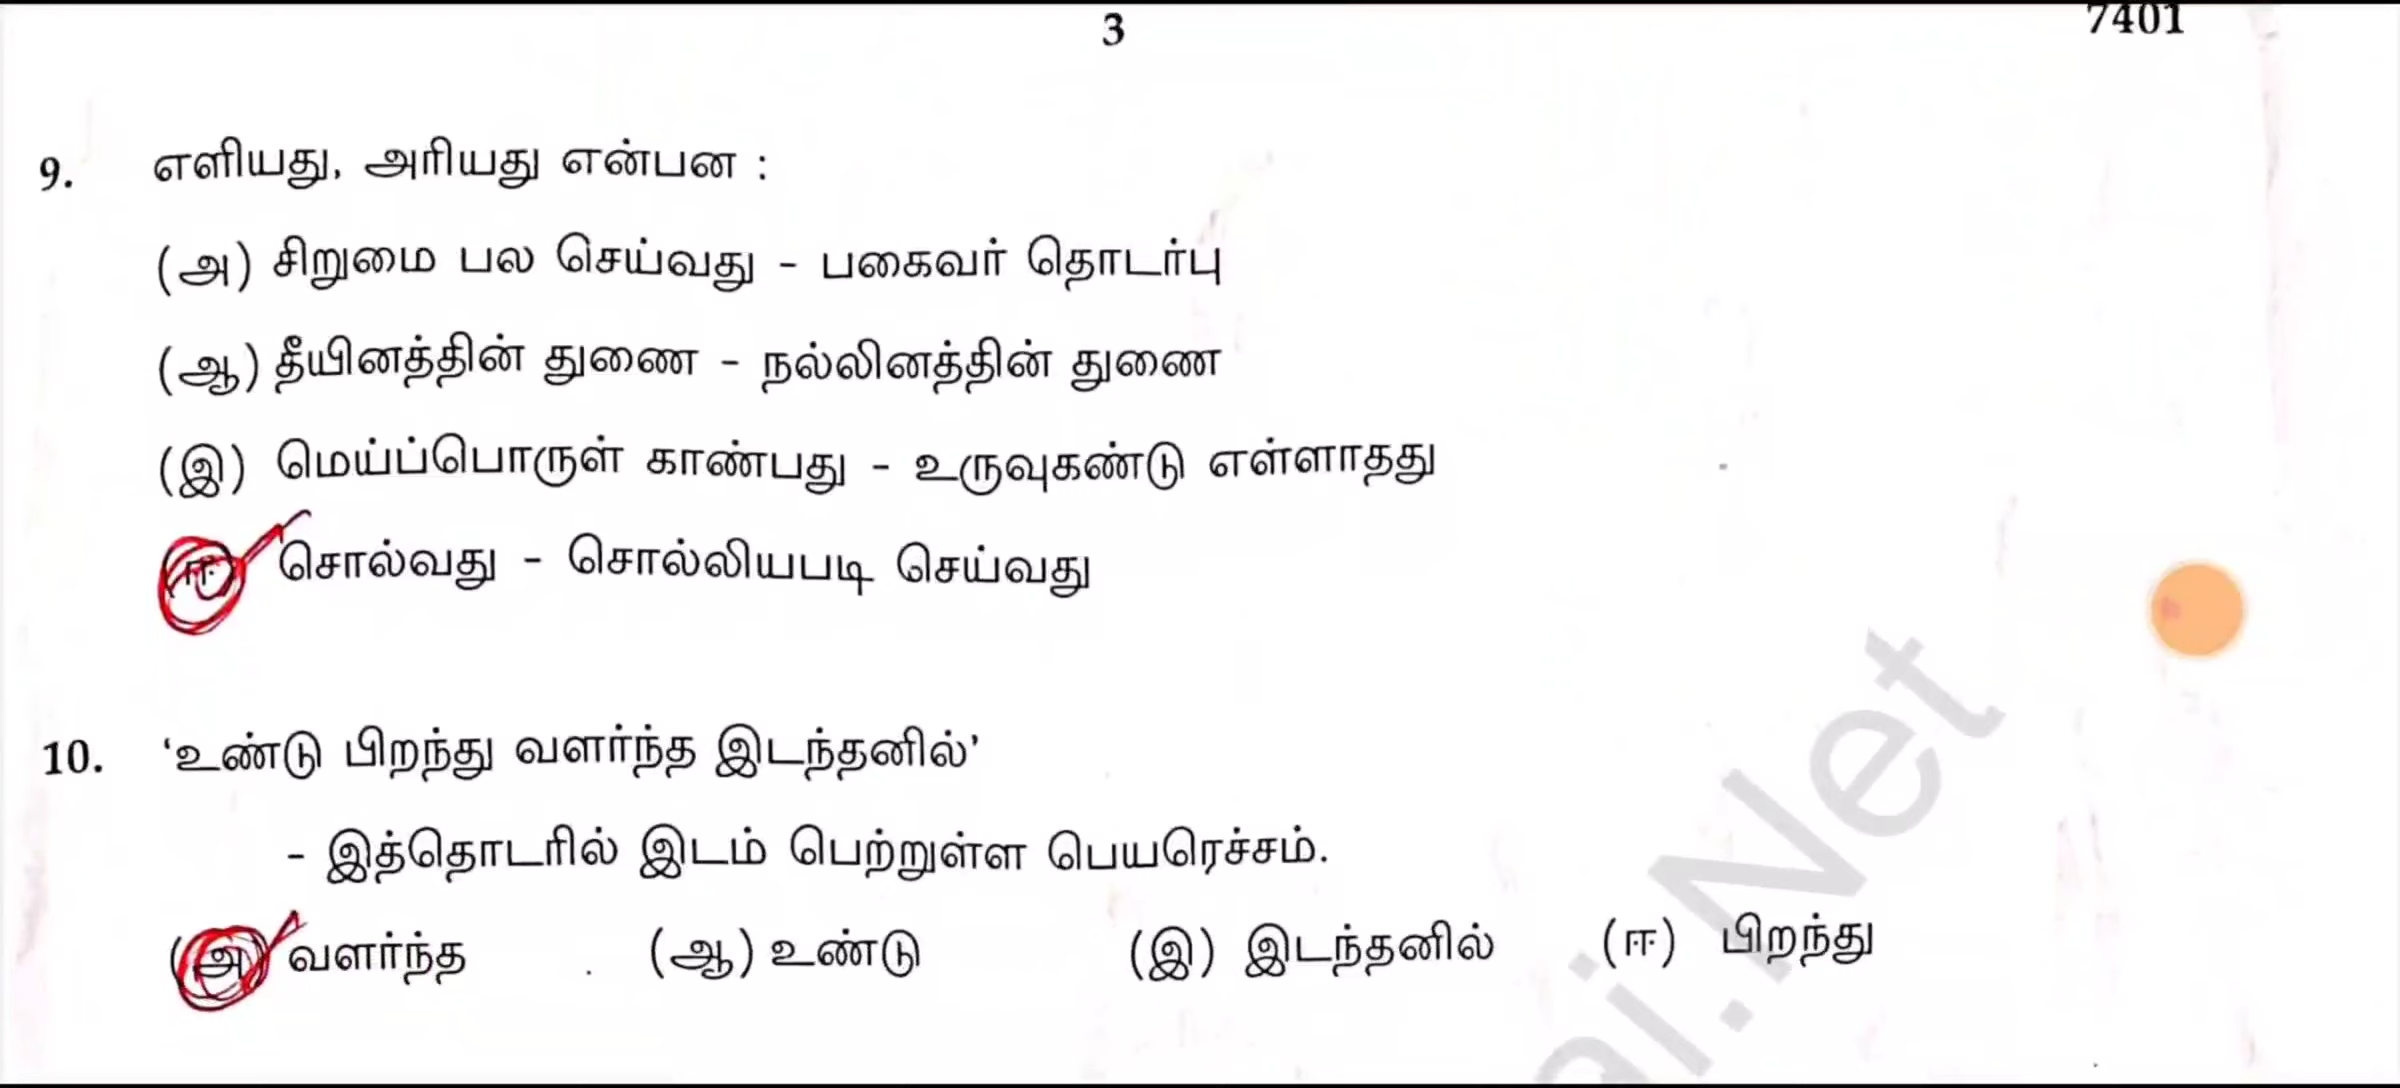 3
7401
9. எளியது, அரியது என்பன :
(அ) சிறுமை பல செய்வது - பகைவர் தொடர்பு
(ஆ) தீயினத்தின் துணை - நல்லினத்தின் துணை
(இ) மெய்ப்பொருள் காண்பது - உருவுகண்டு எள்ளாதது
(ஈ) சொல்வது - சொல்லியபடி செய்வது
10. ‘உண்டு பிறந்து வளர்ந்த இடந்தனில்’
- இத்தொடரில் இடம் பெற்றுள்ள பெயரெச்சம்.
(அ) வளர்ந்த (ஆ) உண்டு (இ) இடந்தனில் (ஈ) பிறந்து
ai.Net